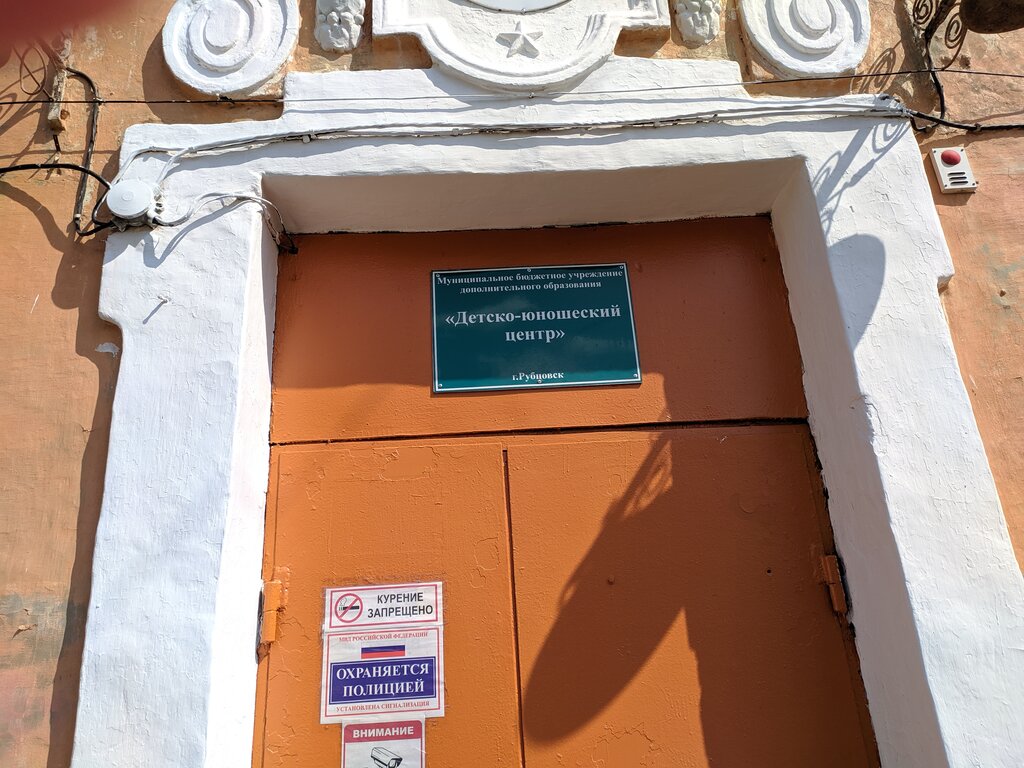 Муниципальное бюджетное учреждение
дополнительного образования
«Детско-юношеский
центр»
г.Рубцовск
КУРЕНИЕ
ЗАПРЕЩЕНО
МВД РОССИЙСКОЙ ФЕДЕРАЦИИ
ОХРАНЯЕТСЯ
ПОЛИЦИЕЙ
УСТАНОВЛЕНА СИГНАЛИЗАЦИЯ
ВНИМАНИЕ